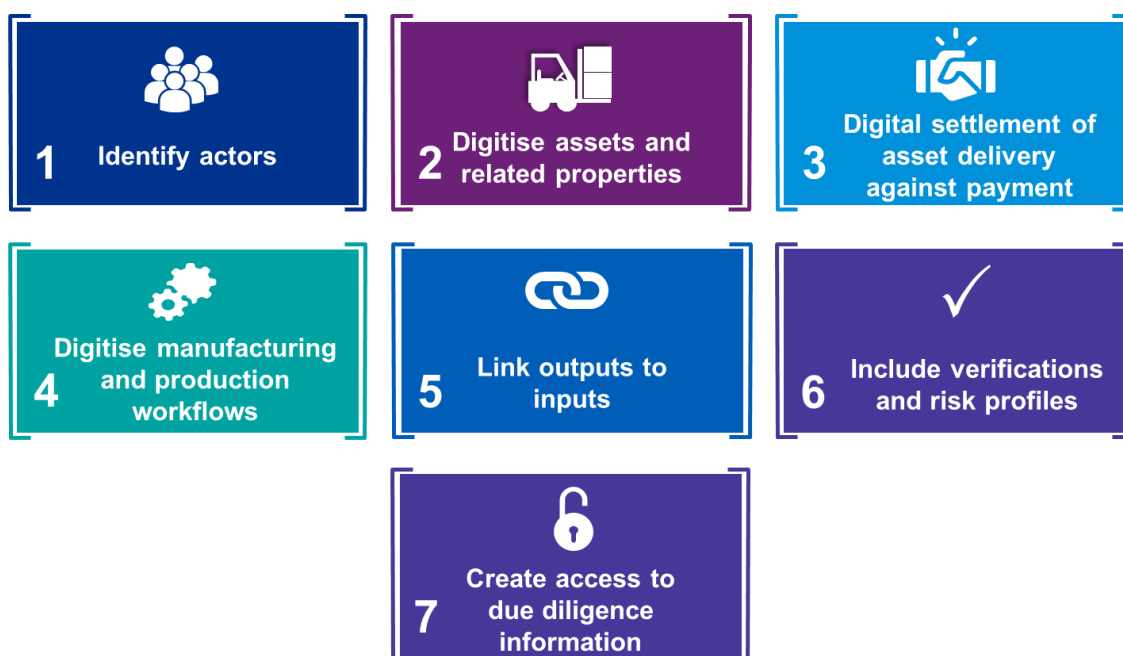 1
Identify actors
2
Digitise assets and
related properties
3
Digital settlement of
asset delivery
against payment
4
Digitise manufacturing
and production
workflows
5
Link outputs to
inputs
6
Include verifications
and risk profiles
7
Create access to
due diligence
information